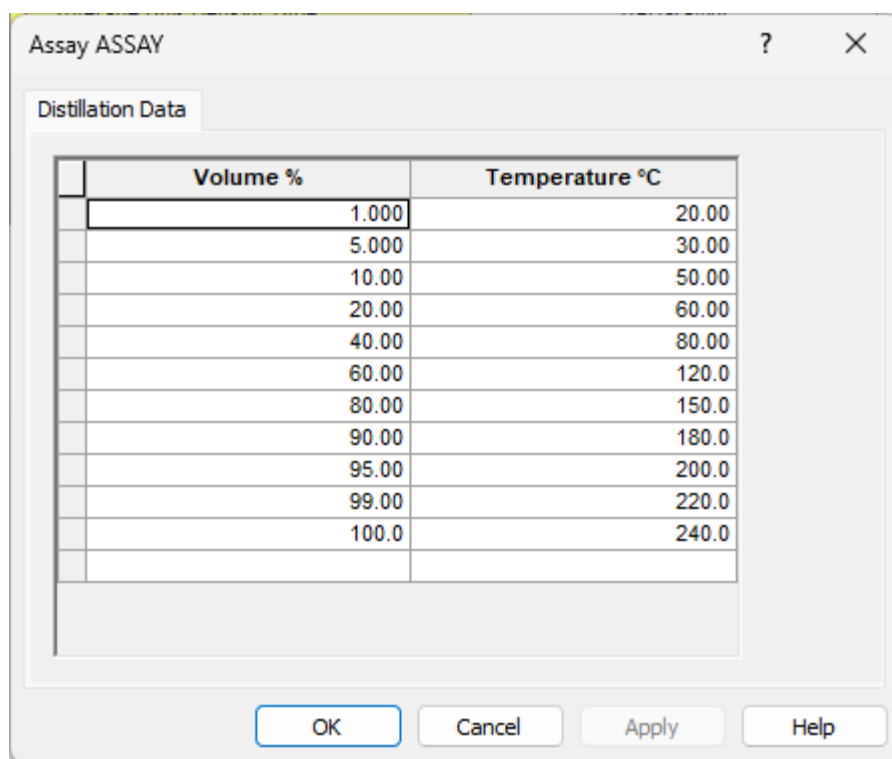 Assay ASSAY ?
Distillation Data
Volume % Temperature °C
1.000 20.00
5.000 30.00
10.00 50.00
20.00 60.00
40.00 80.00
60.00 120.0
80.00 150.0
90.00 180.0
95.00 200.0
99.00 220.0
100.0 240.0
OK Cancel Apply Help